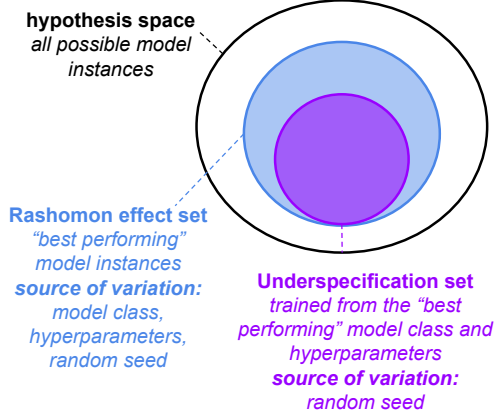 hypothesis space
all possible model
instances
Rashomon effect set
“best performing”
model instances
source of variation:
model class,
hyperparameters,
random seed
Underspecification set
trained from the “best
performing” model class and
hyperparameters
source of variation:
random seed